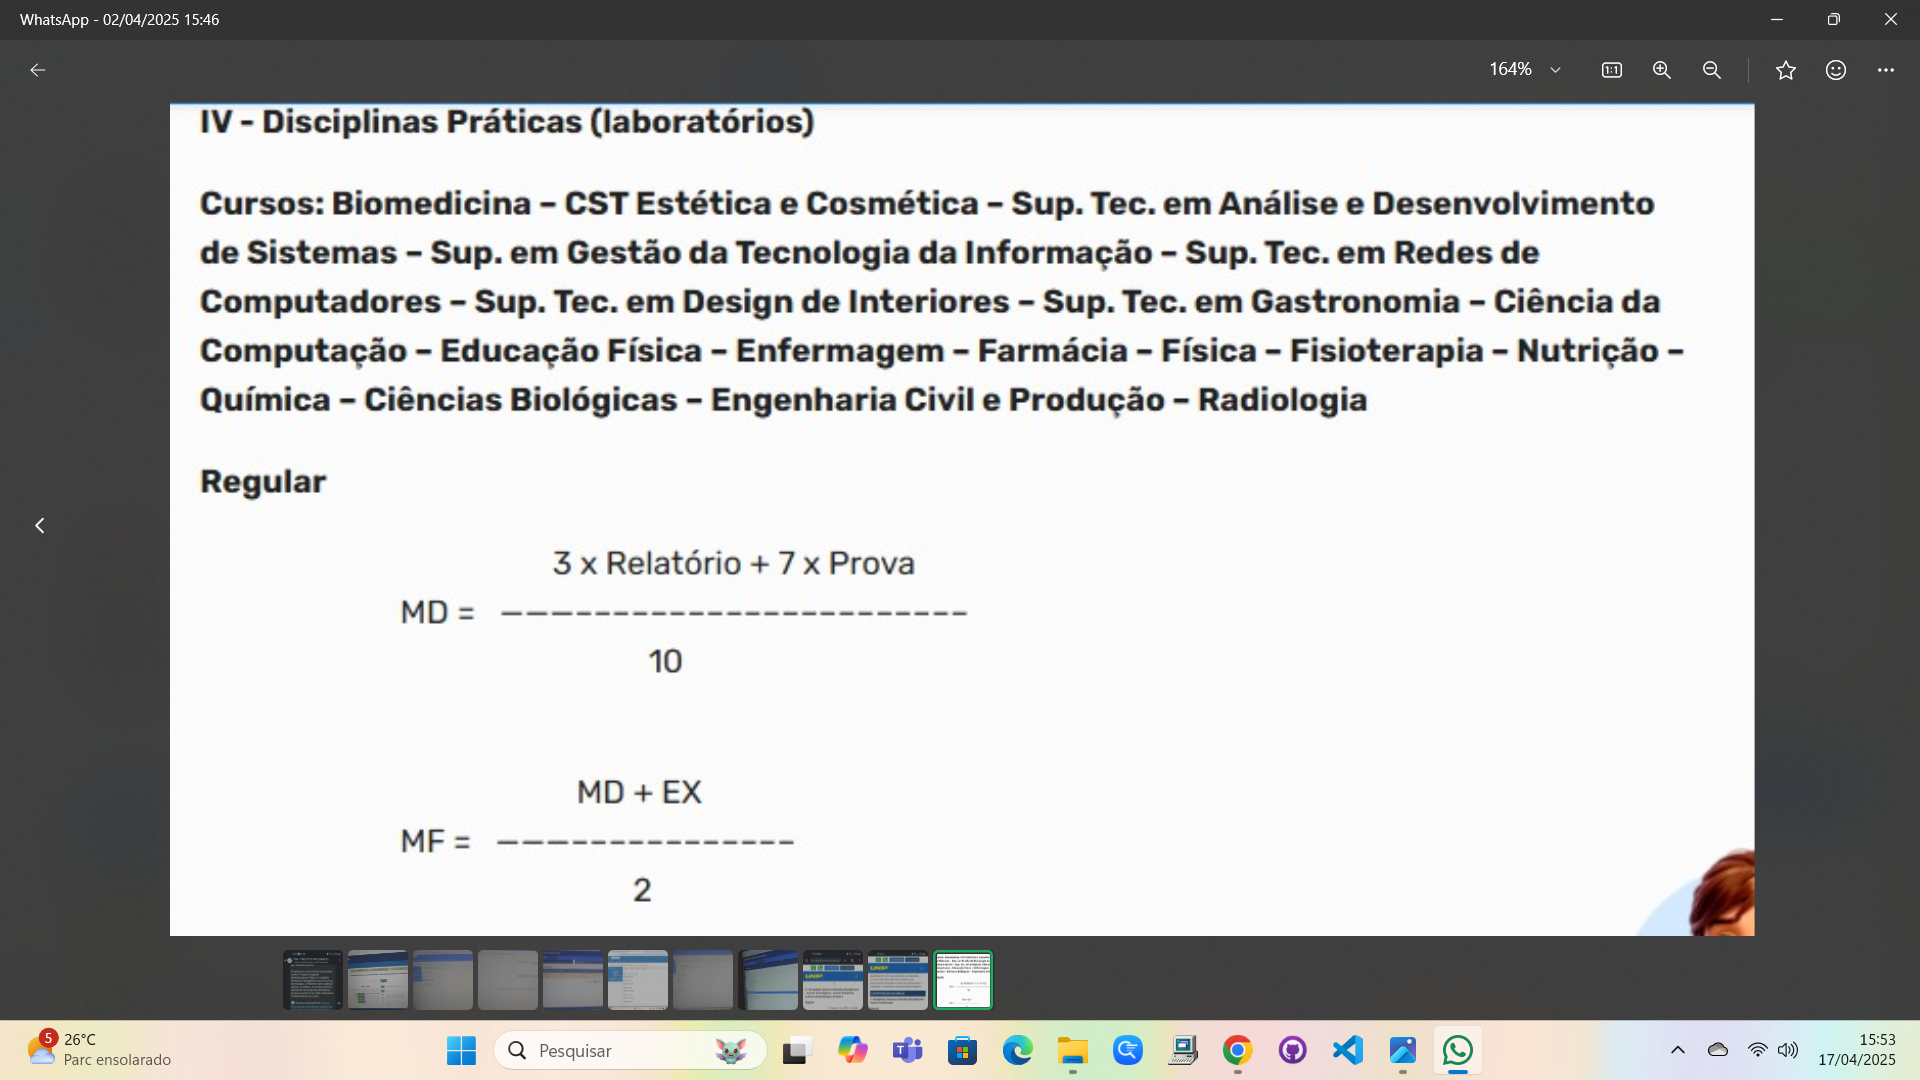 WhatsApp - 02/04/2025 15:46
164%
IV - Disciplinas Práticas (laboratórios)
Cursos: Biomedicina – CST Estética e Cosmética – Sup. Tec. em Análise e Desenvolvimento
de Sistemas – Sup. em Gestão da Tecnologia da Informação – Sup. Tec. em Redes de
Computadores – Sup. Tec. em Design de Interiores – Sup. Tec. em Gastronomia – Ciência da
Computação – Educação Física – Enfermagem – Farmácia – Física – Fisioterapia – Nutrição –
Química – Ciências Biológicas – Engenharia Civil e Produção – Radiologia
Regular
3 x Relatório + 7 x Prova
MD = ———————————————————
10
MD + EX
MF = ————————————
2
UNIP UNIP
5 26°C
Parc ensolarado
Pesquisar
15:53
17/04/2025